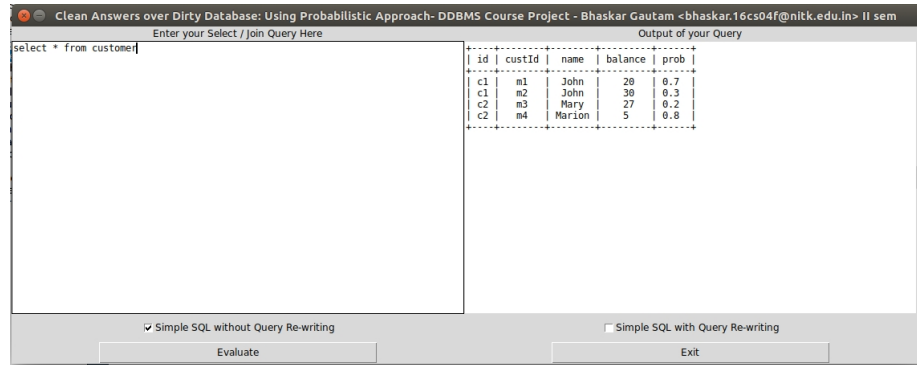 Clean Answers over Dirty Database: Using Probabilistic Approach- DDBMS Course Project - Bhaskar Gautam <bhaskar.16cs04f@nitk.edu.in> II sem
Enter your Select / Join Query Here
select * from customer
Output of your Query
+----+--------+--------+---------+------+
| id | custId | name | balance | prob |
+----+--------+--------+---------+------+
| c1 | m1 | John | 20 | 0.7 |
| c1 | m2 | John | 30 | 0.3 |
| c2 | m3 | Mary | 27 | 0.2 |
| c2 | m4 | Marion | 5 | 0.8 |
+----+--------+--------+---------+------+
Simple SQL without Query Re-writing
Simple SQL with Query Re-writing
Evaluate
Exit